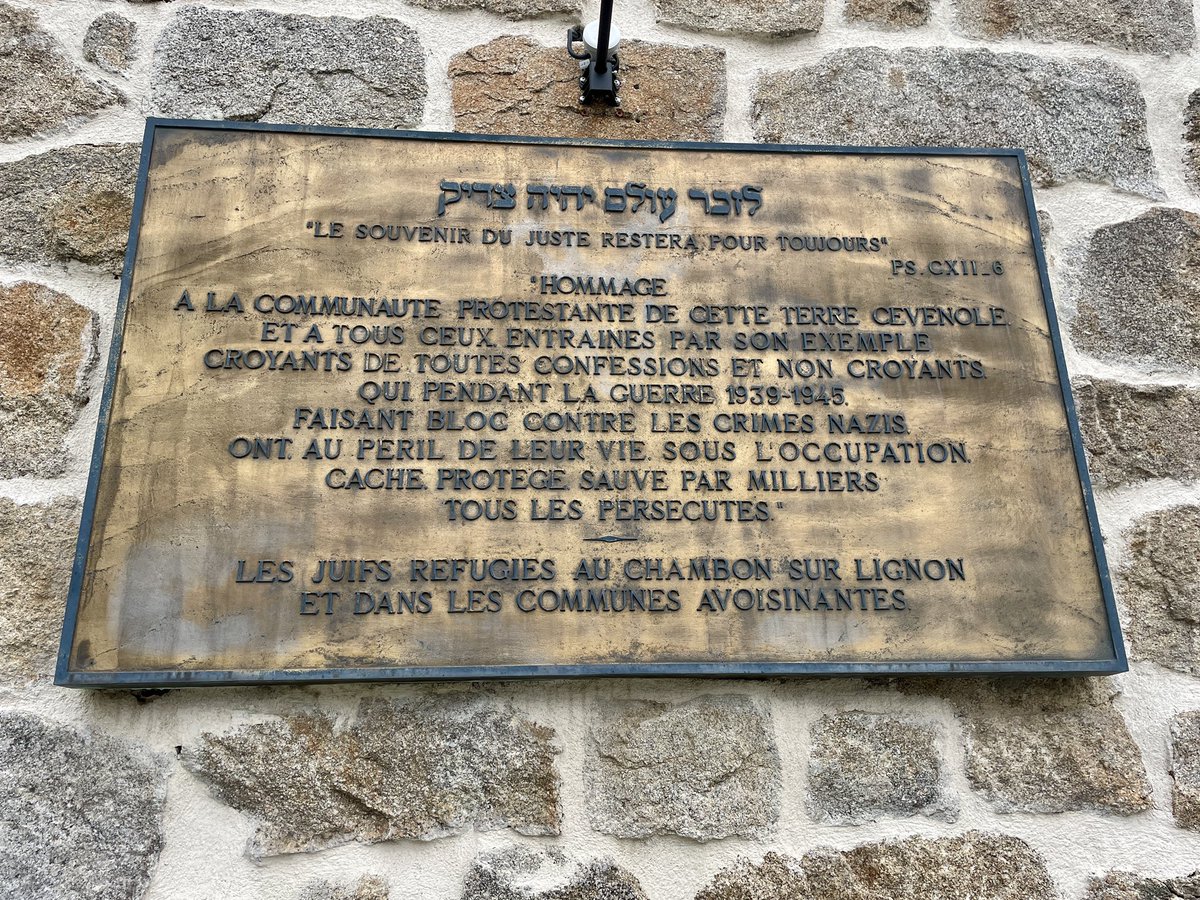 לזכר עולם יהיה צדיק
"LE SOUVENIR DU JUSTE RESTERA, POUR TOUJOURS"
PS. CXII_6
"HOMMAGE
A LA COMMUNAUTE PROTESTANTE DE CETTE TERRE CEVENOLE.
ET A TOUS CEUX, ENTRAINES PAR SON EXEMPLE
CROYANTS DE TOUTES CONFESSIONS ET NON CROYANTS.
QUI PENDANT LA GUERRE 1939-1945.
FAISANT BLOC CONTRE LES CRIMES NAZIS.
ONT, AU PERIL DE LEUR VIE, SOUS L'OCCUPATION.
CACHE, PROTEGE, SAUVE PAR MILLIERS
TOUS LES PERSECUTES."
LES JUIFS REFUGIES AU CHAMBON SUR LIGNON
ET DANS LES COMMUNES AVOISINANTES.